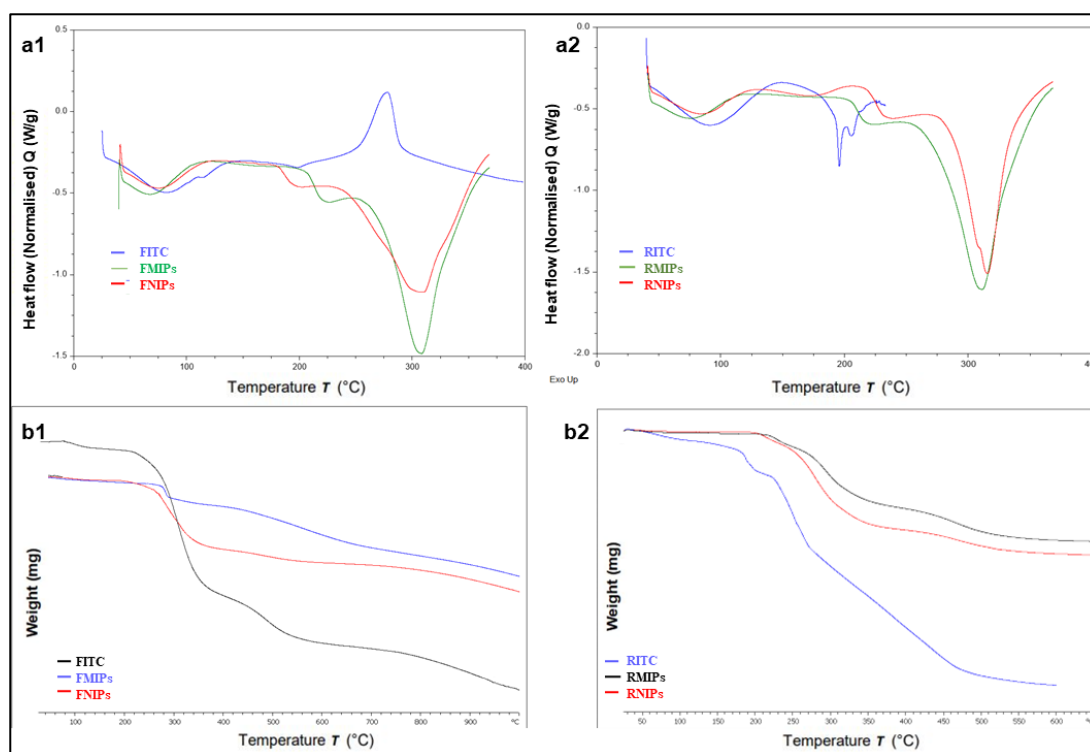 a1
0.5
0.0
-0.5
-1.0
-1.5
Heat flow (Normalised) Q (W/g)
FITC
FMIPs
FNIPs
0
100
200
300
400
Temperature T (°C)
a2
0.0
-0.5
-1.0
-1.5
-2.0
Heat flow (Normalised) Q (W/g)
RITC
RMIPs
RNIPs
0
100
200
300
Exo Up
Temperature T (°C)
b1
Weight (mg)
FITC
FMIPs
FNIPs
100
200
300
400
500
600
700
800
900
°C
Temperature T (°C)
b2
Weight (mg)
RITC
RMIPs
RNIPs
50
100
150
200
250
300
350
400
450
500
550
600
Temperature T (°C)